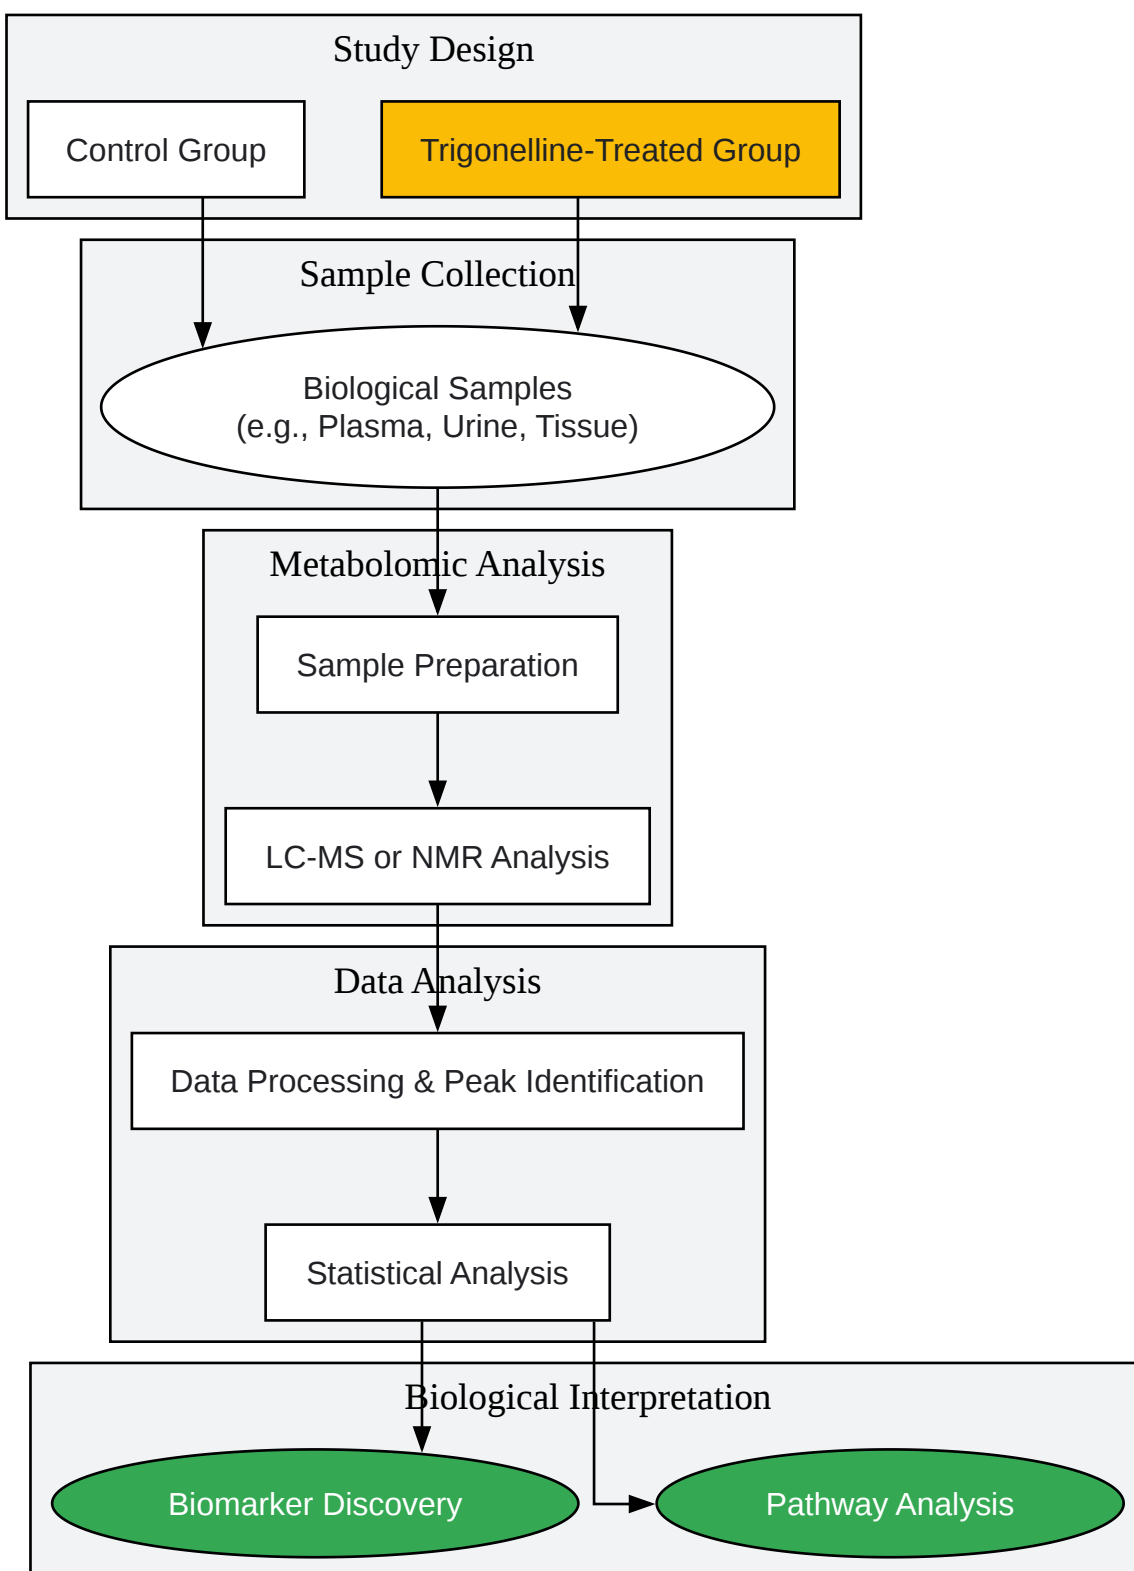 Study Design
Control Group
Trigonelline-Treated Group
Sample Collection
Biological Samples
(e.g., Plasma, Urine, Tissue)
Metabolomic Analysis
Sample Preparation
LC-MS or NMR Analysis
Data Analysis
Data Processing & Peak Identification
Statistical Analysis
Biological Interpretation
Biomarker Discovery
Pathway Analysis